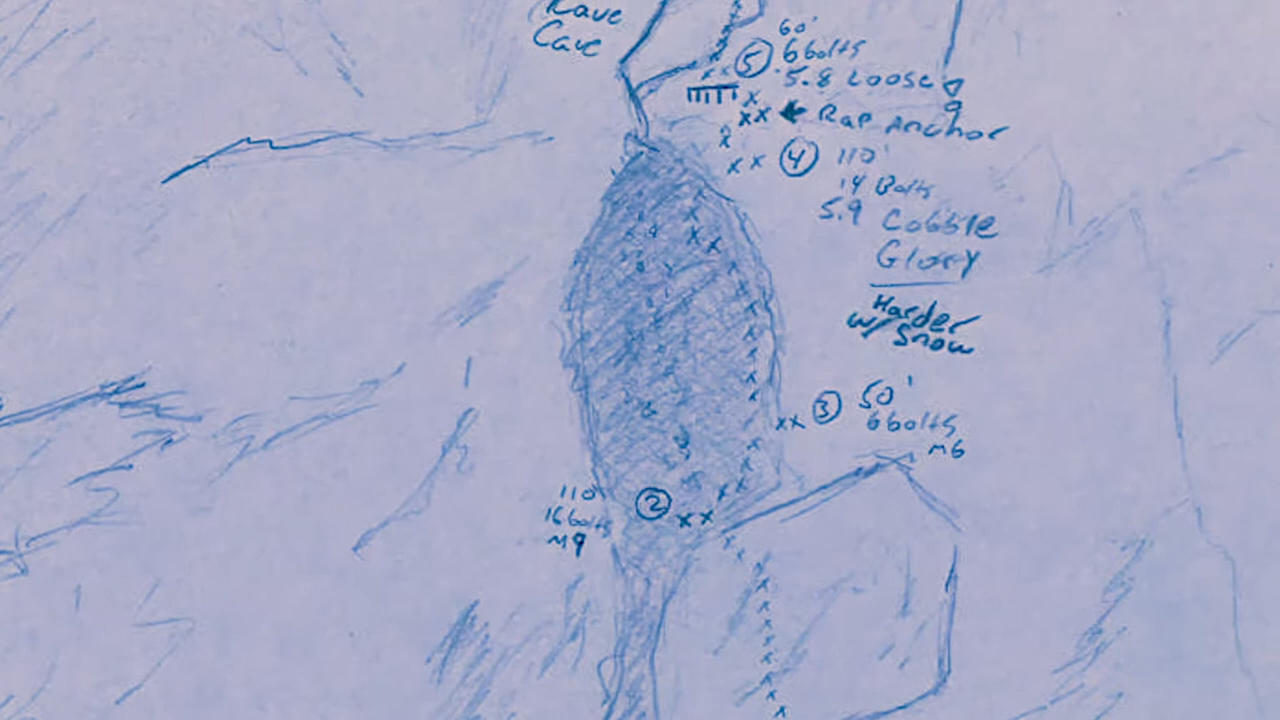 Rave
Cave
60'
5 6 bolts
5.8 Loose
Rap Anchor
4 110'
14 Bolts
5.9 Cobble
Glory
Harder
w/ Snow
3 50'
6 bolts
M6
110'
2
16 bolts
M9